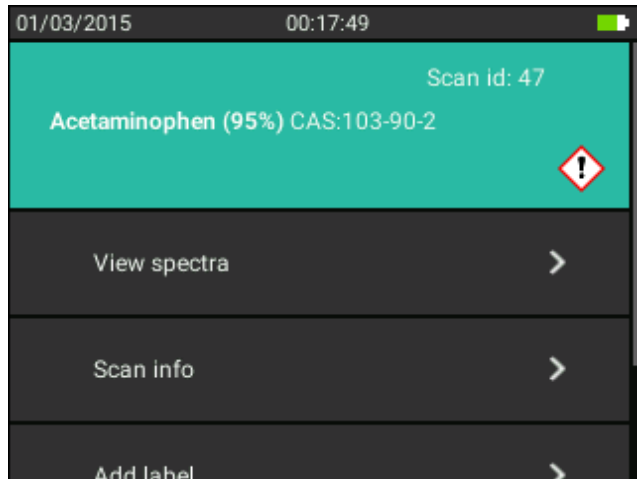 01/03/2015 00:17:49
Scan id: 47
Acetaminophen (95%) CAS:103-90-2
View spectra
Scan info
Add label